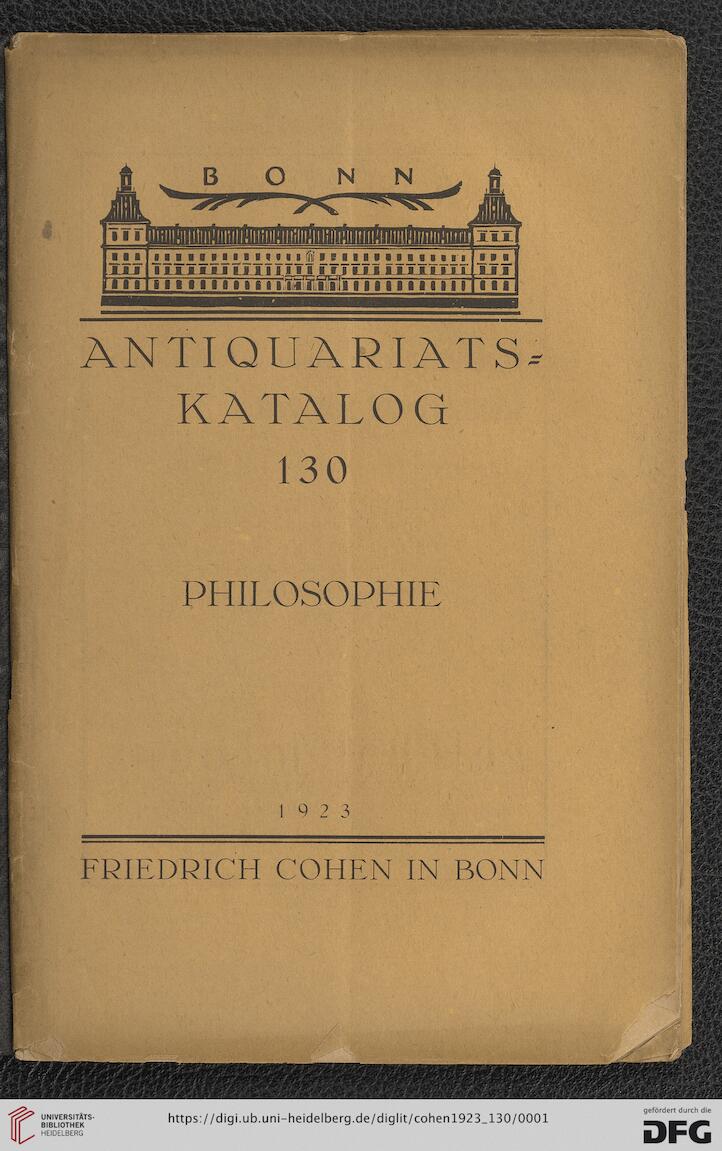 BONN
ANTIQUARIATS=
KATALOG
130
PHILOSOPHIE
1923
FRIEDRICH COHEN IN BONN
UNIVERSITÄTS-
BIBLIOTHEK
HEIDELBERG
https://digi.ub.uni-heidelberg.de/diglit/cohen1923_130/0001
gefördert durch die
DFG